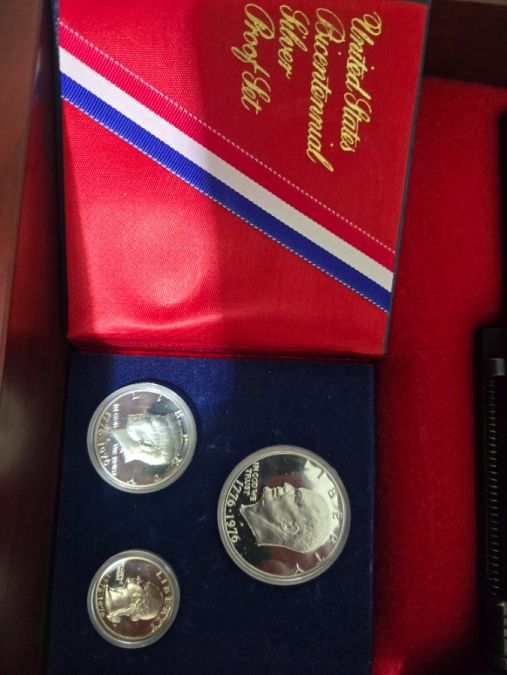 United States
Bicentennial
Silver
Proof Set
LIBERTY
IN GOD WE
TRUST
1776-1976
LIBERTY
1776-1976
LIBERTY